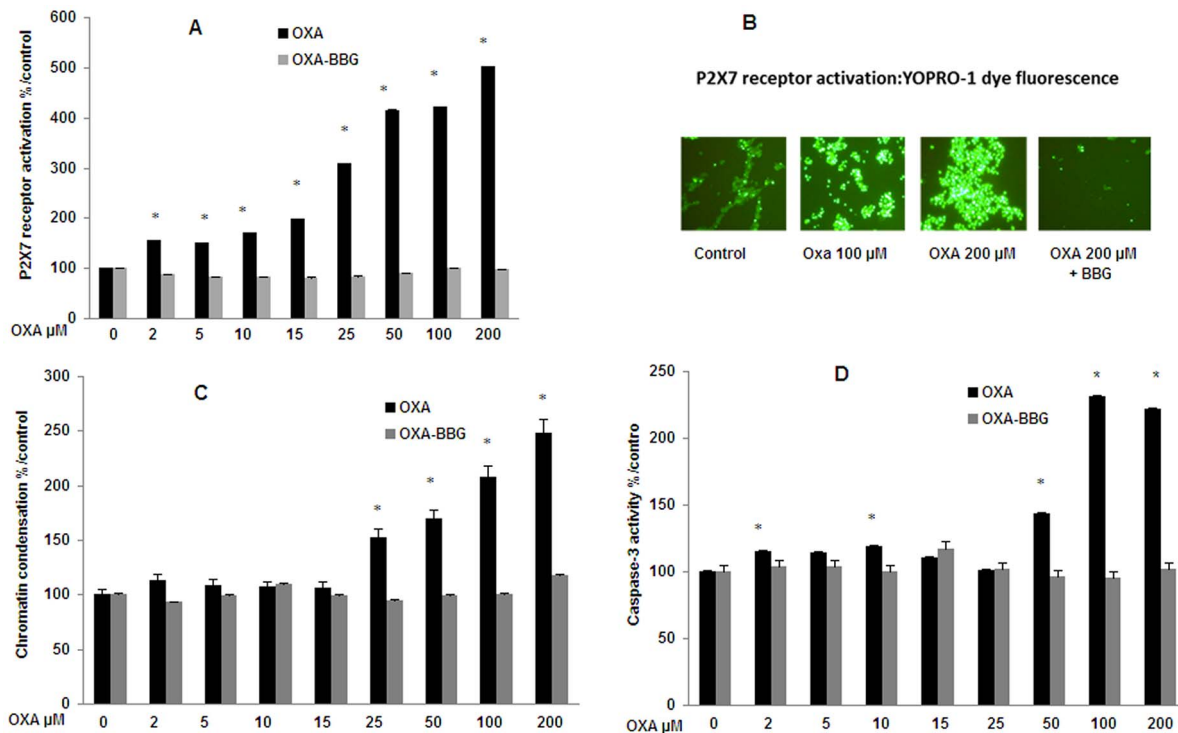 A
OXA
OXA-BBG
P2X7 receptor activation % /control
600
500
400
300
200
100
0
* * * * * * * *
OXA µM 0 2 5 10 15 25 50 100 200
B
P2X7 receptor activation:YOPRO-1 dye fluorescence
Control
Oxa 100 µM
OXA 200 µM
OXA 200 µM
+ BBG
C
OXA
OXA-BBG
Chromatin condensation % /control
300
250
200
150
100
50
0
* * * *
OXA µM 0 2 5 10 15 25 50 100 200
D
OXA
OXA-BBG
Caspase-3 activity % /contro
250
200
150
100
50
0
* * * * *
OXA µM 0 2 5 10 15 25 50 100 200